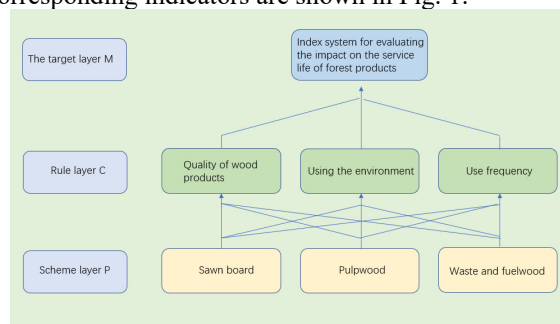 orresponding indicators are shown in Fig. 1.
The target layer M
Index system for evaluating
the impact on the service
life of forest products
Rule layer C
Quality of wood
products
Using the environment
Use frequency
Scheme layer P
Sawn board
Pulpwood
Waste and fuelwood